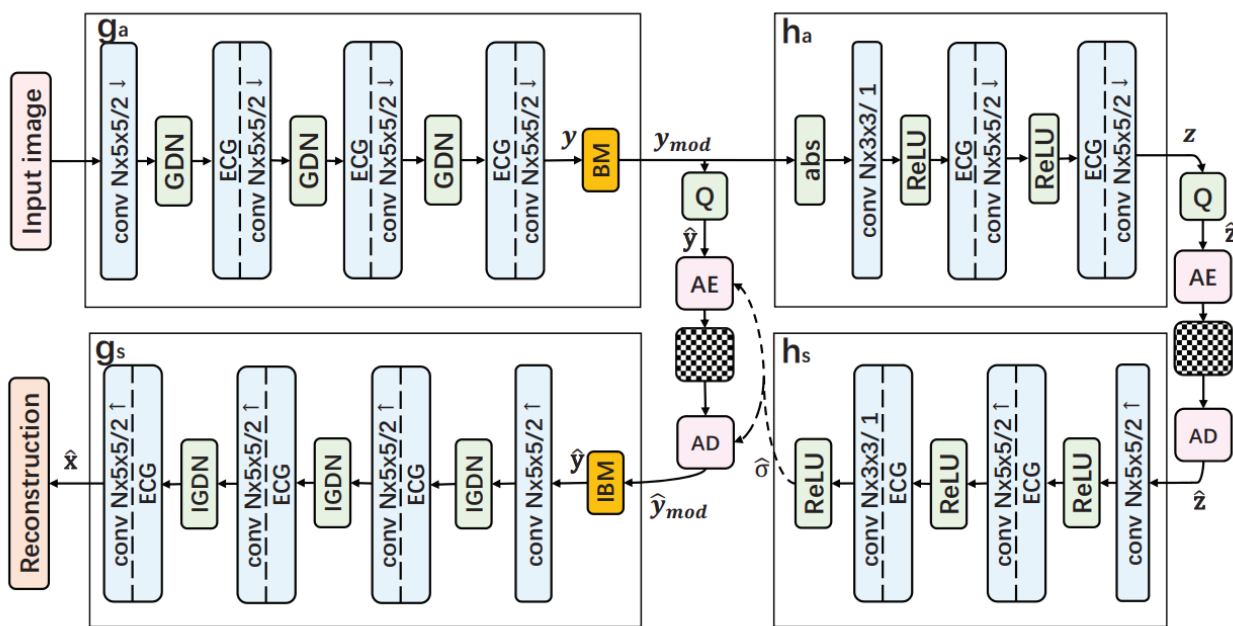 gₐ
Input image
conv Nx5x5/2 ↓
GDN
ECG
conv Nx5x5/2 ↓
GDN
ECG
conv Nx5x5/2 ↓
GDN
ECG
conv Nx5x5/2 ↓
y
BM
y_mod
hₐ
abs
conv Nx3x3/ 1
ReLU
ECG
conv Nx5x5/2 ↓
ReLU
ECG
conv Nx5x5/2 ↓
z
Q
ẑ
AE
AD
ẑ
Q
ŷ
AE
AD
ŷ_mod
σ̂
gₛ
Reconstruction
x̂
conv Nx5x5/2 ↑
ECG
IGDN
conv Nx5x5/2 ↑
ECG
IGDN
conv Nx5x5/2 ↑
ECG
IGDN
conv Nx5x5/2 ↑
ŷ
IBM
hₛ
ReLU
conv Nx3x3/ 1
ECG
ReLU
conv Nx5x5/2 ↑
ECG
ReLU
conv Nx5x5/2 ↑